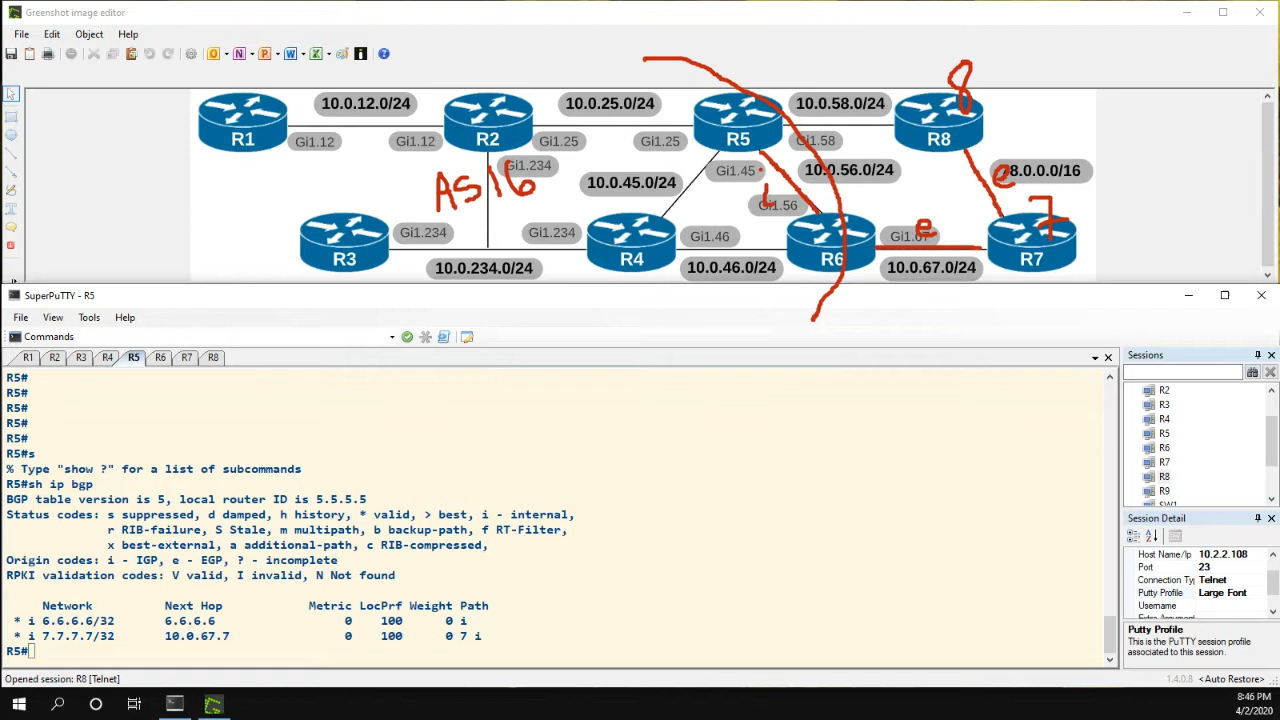 Greenshot image editor
File Edit Object Help
8
10.0.12.0/24 10.0.25.0/24 10.0.58.0/24
R1 R2 R5 R8
Gi1.12 Gi1.12 Gi1.25 Gi1.25 Gi1.58
Gi1.234 Gi1.45 10.0.56.0/24 e 78.0.0.0/16
AS 16 10.0.45.0/24
i Gi1.56 7
Gi1.234 Gi1.234 Gi1.46 e Gi1.67
R3 R4 R6 R7
10.0.234.0/24 10.0.46.0/24 10.0.67.0/24
SuperPuTTY - R5
File View Tools Help
Commands
R1 R2 R3 R4 R5 R6 R7 R8
R5#
R5#
R5#
R5#
R5#
R5#s
% Type "show ?" for a list of subcommands
R5#sh ip bgp
BGP table version is 5, local router ID is 5.5.5.5
Status codes: s suppressed, d damped, h history, * valid, > best, i - internal,
r RIB-failure, S Stale, m multipath, b backup-path, f RT-Filter,
x best-external, a additional-path, c RIB-compressed,
Origin codes: i - IGP, e - EGP, ? - incomplete
RPKI validation codes: V valid, I invalid, N Not found
Network Next Hop Metric LocPrf Weight Path
* i 6.6.6.6/32 6.6.6.6 0 100 0 i
* i 7.7.7.7/32 10.0.67.7 0 100 0 7 i
R5#
Sessions
R2
R3
R4
R5
R6
R7
R8
R9
SW1
Session Detail
Host Name/Ip 10.2.2.108
Port 23
Connection Ty Telnet
Putty Profile Large Font
Username
Putty Profile
This is the PuTTY session profile
associated to this session.
Opened session: R8 [Telnet] 1.4.0.8 <Auto Restore>
8:46 PM
4/2/2020